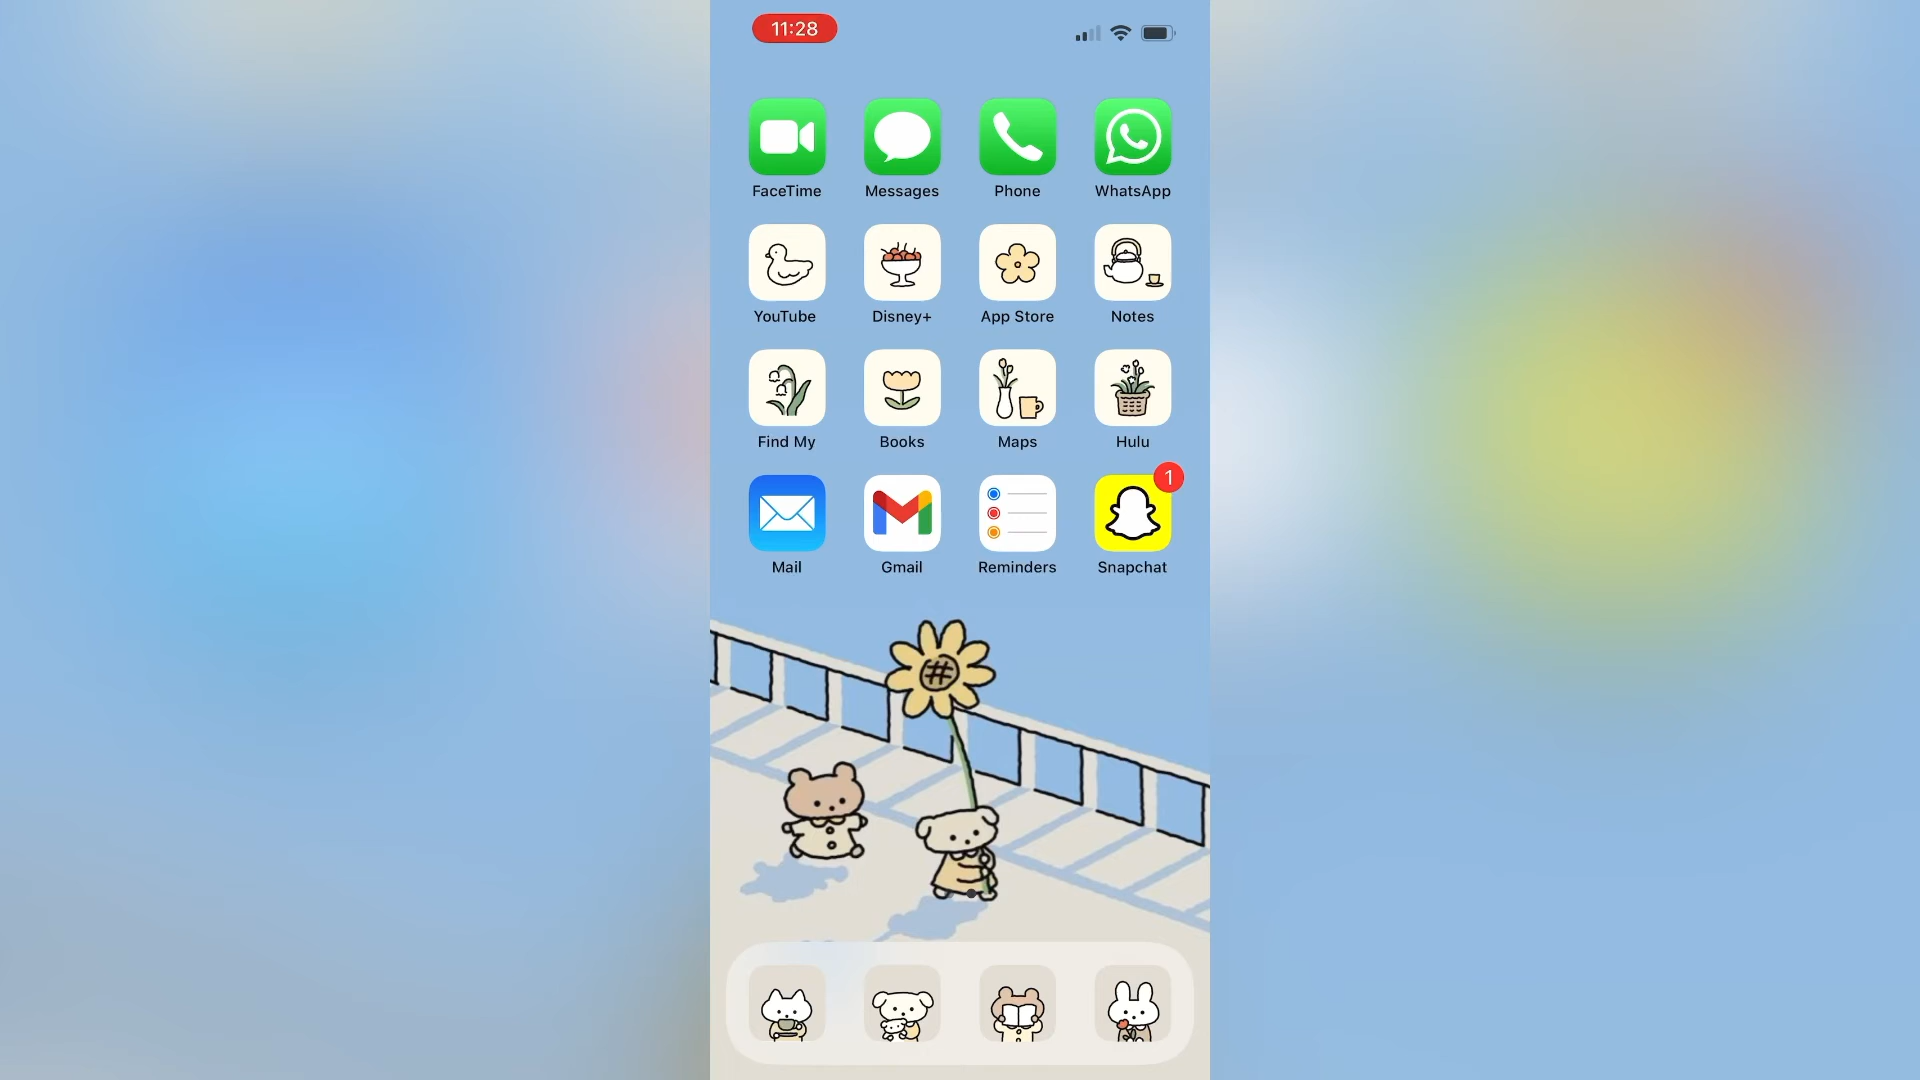 11:28
FaceTime Messages Phone WhatsApp
YouTube Disney+ App Store Notes
Find My Books Maps Hulu
1
Mail Gmail Reminders Snapchat